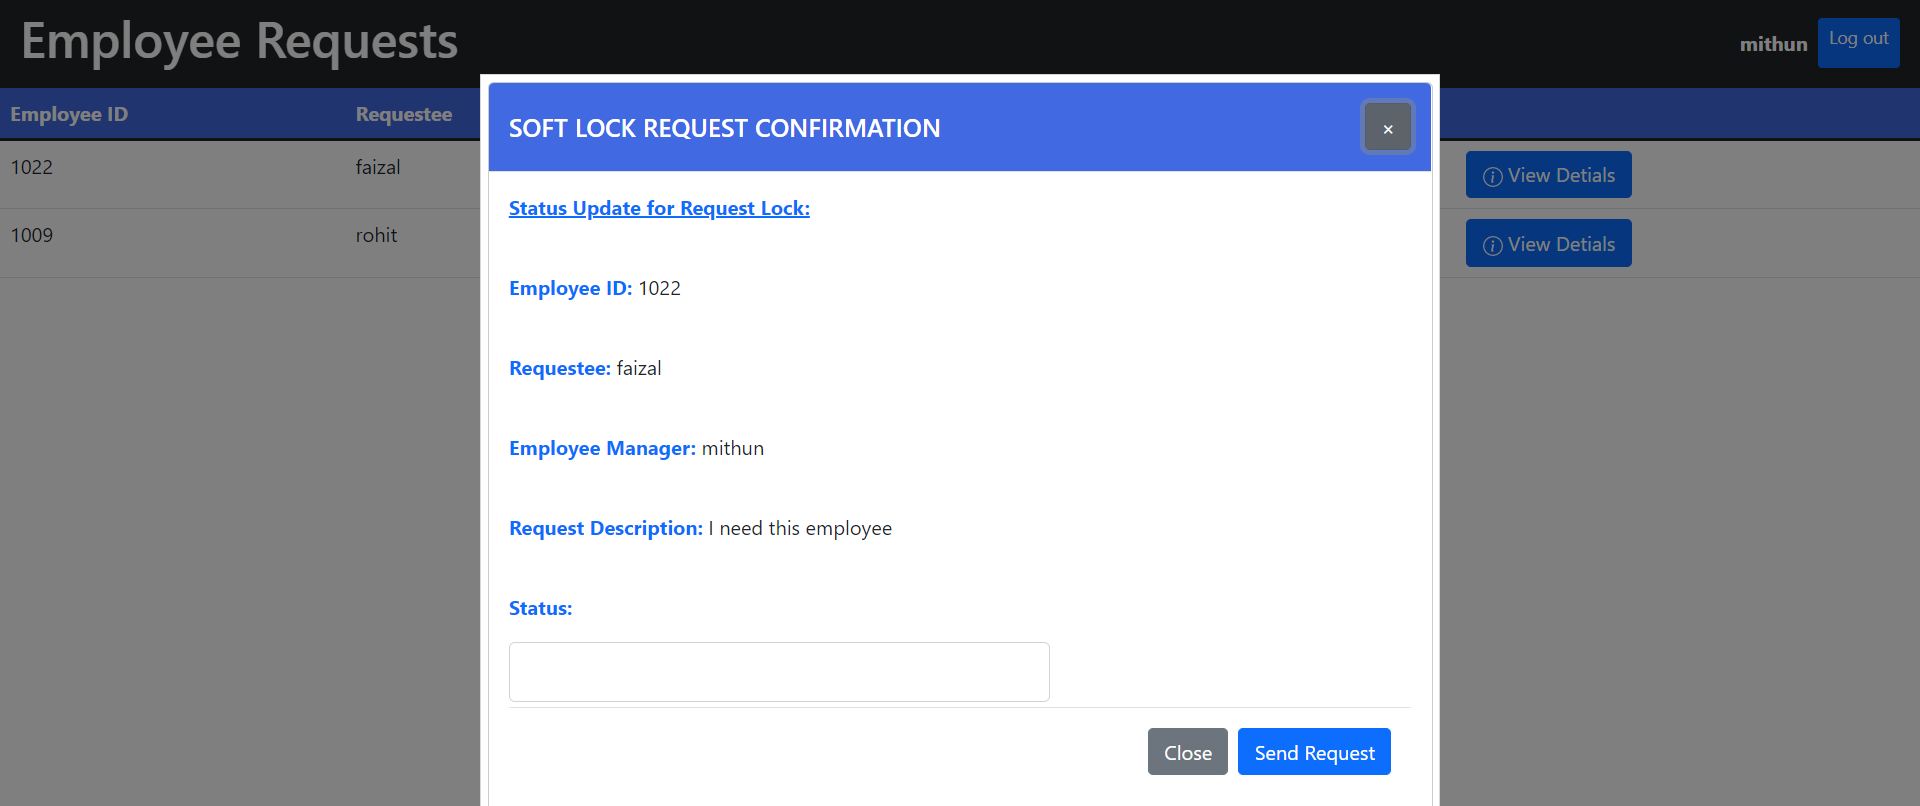 Employee Requests
mithun
Log out
Employee ID
Requestee
1022
faizal
View Detials
1009
rohit
View Detials
SOFT LOCK REQUEST CONFIRMATION
×
Status Update for Request Lock:
Employee ID: 1022
Requestee: faizal
Employee Manager: mithun
Request Description: I need this employee
Status:
Close
Send Request